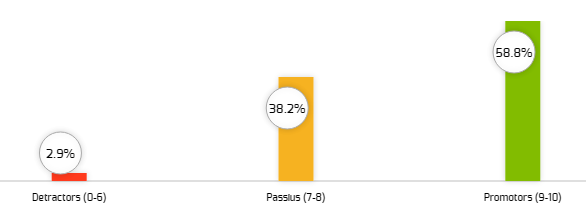 58.8%
38.2%
2.9%
Detractors (0-6) Passius (7-8) Promotors (9-10)